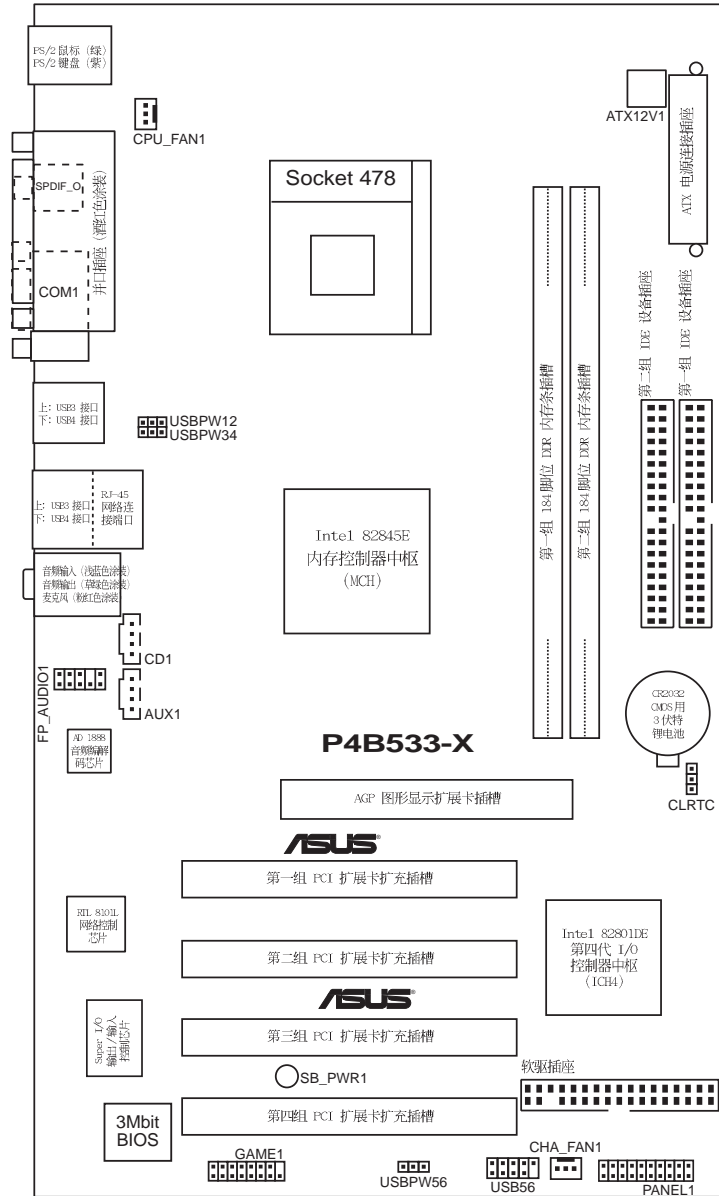 PS/2 鼠标（绿）
PS/2 键盘（紫）
CPU_FAN1
ATX12V1
ATX 电源连接插座
Socket 478
SPDIF_O
COM1
并口插座（酒红色涂装）
第二组 IDE 设备插座
第一组 IDE 设备插座
上: USB3 接口
下: USB4 接口
USBPW12
USBPW34
第一组 184脚位 DDR 内存条插槽
第二组 184脚位 DDR 内存条插槽
上: USB3 接口
下: USB4 接口
RJ-45
网络连
接端口
Intel 82845E
内存控制器中枢
(MCH)
音频输入（浅蓝色涂装）
音频输出（草绿色涂装）
麦克风（粉红色涂装
CD1
FP_AUDIO1
AUX1
AD 1888
音频编解
码芯片
CR2032
CMOS 用
3 伏特
锂电池
CLRTC
P4B533-X
AGP 图形显示扩展卡插槽
ASUS®
第一组 PCI 扩展卡扩充插槽
RTL 8101L
网络控制
芯片
Intel 82801DE
第四代 I/O
控制器中枢
(ICH4)
第二组 PCI 扩展卡扩充插槽
ASUS®
Super I/O
输出/输入
控制芯片
第三组 PCI 扩展卡扩充插槽
SB_PWR1
软驱插座
3Mbit
BIOS
第四组 PCI 扩展卡扩充插槽
GAME1
USBPW56
USB56
CHA_FAN1
PANEL1